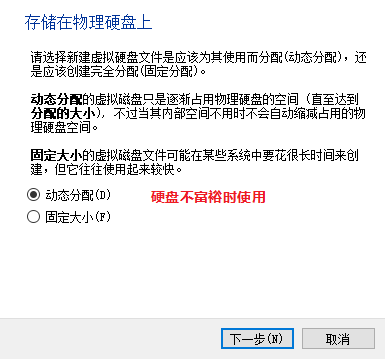 存储在物理硬盘上
请选择新建虚拟硬盘文件是应该为其使用而分配(动态分配)，还
是应该创建完全分配(固定分配)。
动态分配的虚拟磁盘只是逐渐占用物理硬盘的空间（直至达到
分配的大小），不过当其内部空间不用时不会自动缩减占用的物
理硬盘空间。
固定大小的虚拟磁盘文件可能在某些系统中要花很长时间来创
建，但它往往使用起来较快。
动态分配(D) 硬盘不富裕时使用
固定大小(F)
下一步(N) 取消